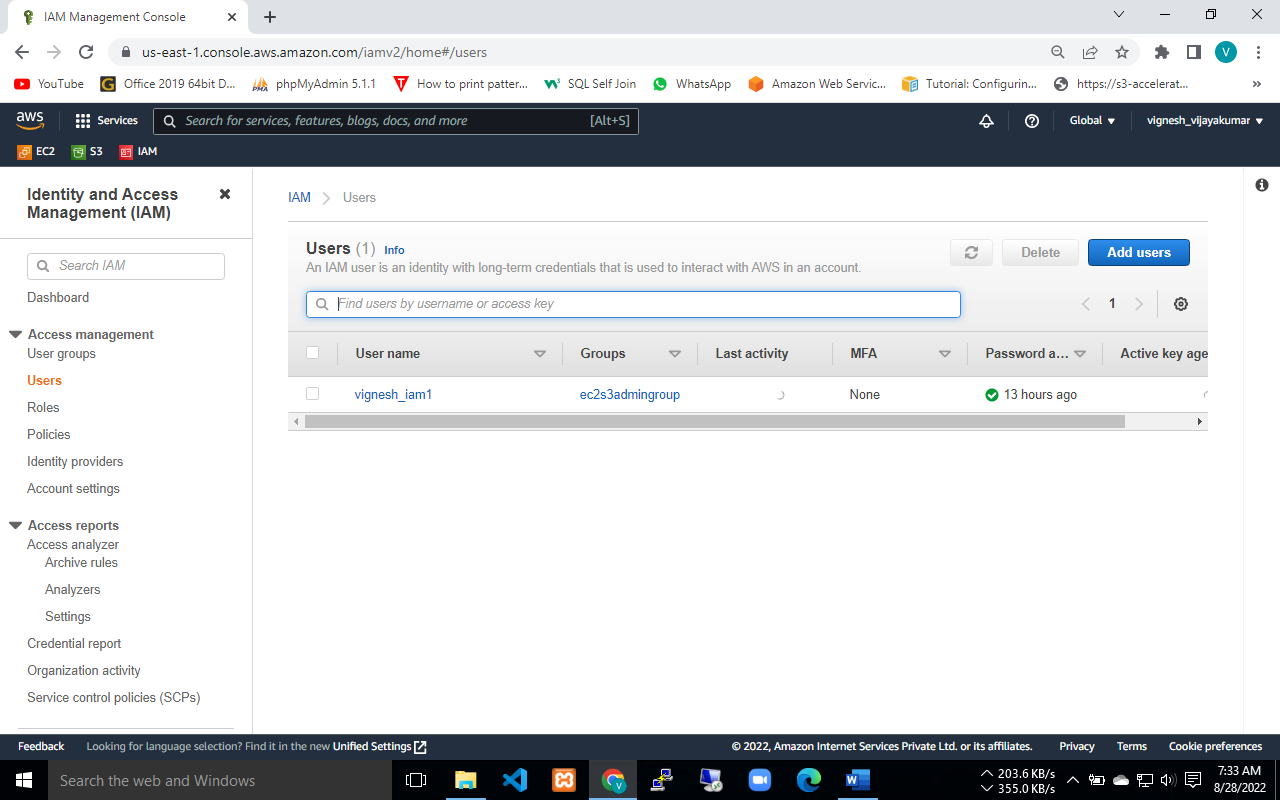 IAM Management Console
us-east-1.console.aws.amazon.com/iamv2/home#/users
V
YouTube
Office 2019 64bit D...
phpMyAdmin 5.1.1
How to print patter...
SQL Self Join
WhatsApp
Amazon Web Servic...
Tutorial: Configurin...
https://s3-accelerat...
»
aws
Services
Search for services, features, blogs, docs, and more
[Alt+S]
Global
vignesh_vijayakumar
EC2
S3
IAM
Identity and Access
Management (IAM)
Search IAM
Dashboard
Access management
User groups
Users
Roles
Policies
Identity providers
Account settings
Access reports
Access analyzer
Archive rules
Analyzers
Settings
Credential report
Organization activity
Service control policies (SCPs)
IAM
Users
Users (1) Info
An IAM user is an identity with long-term credentials that is used to interact with AWS in an account.
Delete
Add users
Find users by username or access key
1
User name
Groups
Last activity
MFA
Password a...
Active key age
vignesh_iam1
ec2s3admingroup
None
13 hours ago
Feedback
Looking for language selection? Find it in the new Unified Settings
© 2022, Amazon Internet Services Private Ltd. or its affiliates.
Privacy
Terms
Cookie preferences
Search the web and Windows
203.6 KB/s
355.0 KB/s
7:33 AM
8/28/2022